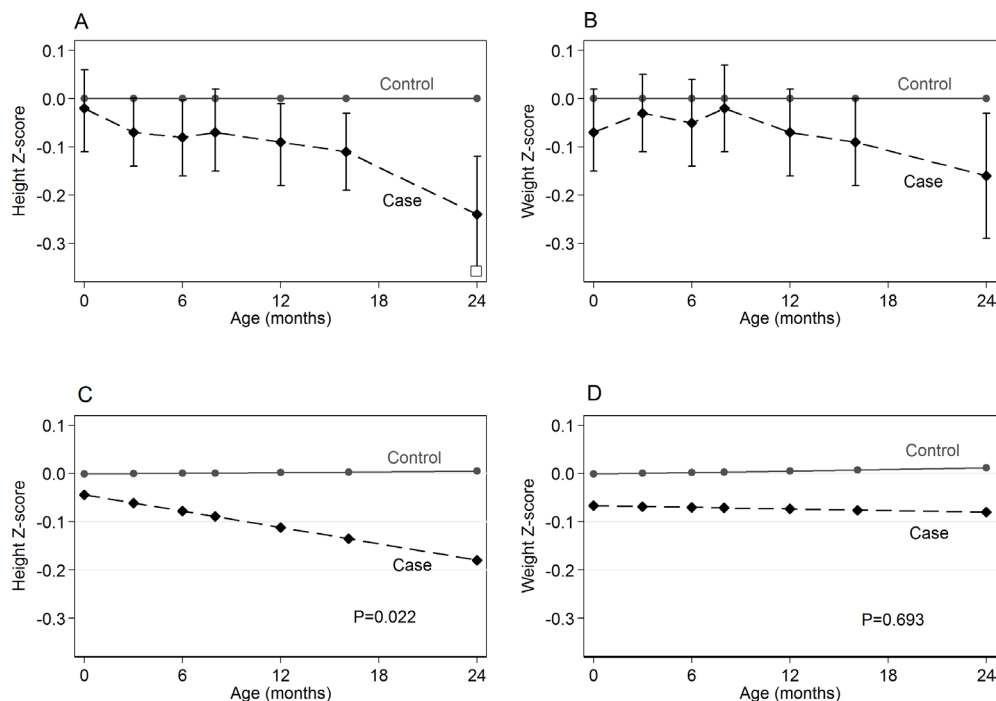 A
Height Z-score
0.1
0.0
-0.1
-0.2
-0.3
Control
Case
0 6 12 18 24
Age (months)
B
Weight Z-score
0.1
0.0
-0.1
-0.2
-0.3
Control
Case
0 6 12 18 24
Age (months)
C
Height Z-score
0.1
0.0
-0.1
-0.2
-0.3
Control
Case
P=0.022
0 6 12 18 24
Age (months)
D
Weight Z-score
0.1
0.0
-0.1
-0.2
-0.3
Control
Case
P=0.693
0 6 12 18 24
Age (months)